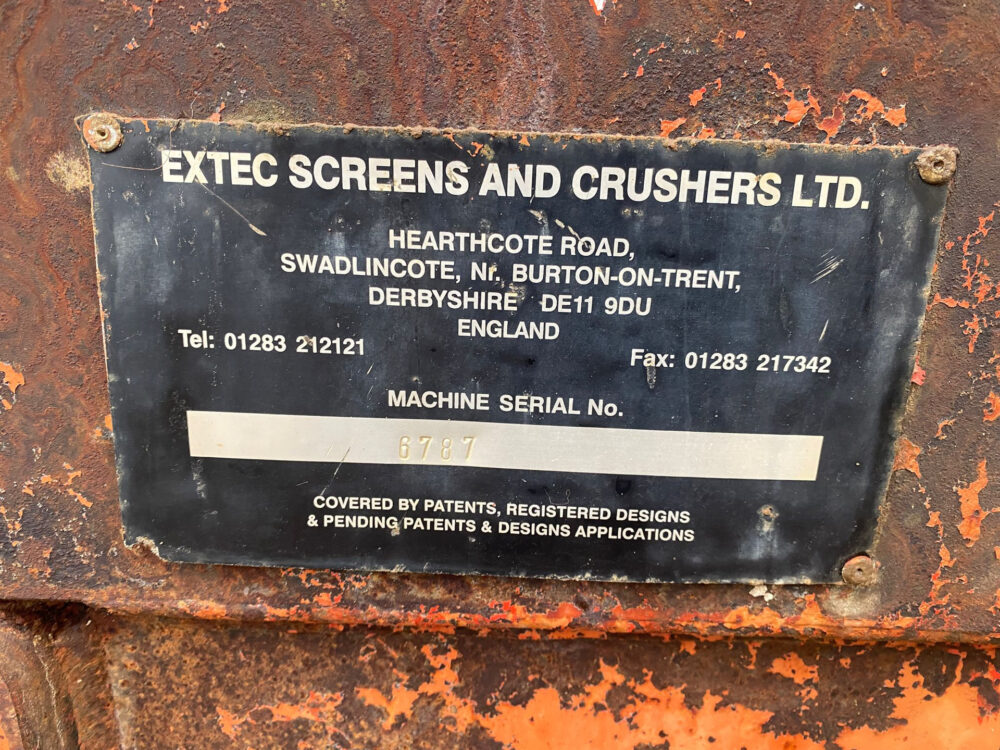 EXTEC SCREENS AND CRUSHERS LTD.
HEARTHCOTE ROAD,
SWADLINCOTE, Nr. BURTON-ON-TRENT,
DERBYSHIRE DE11 9DU
ENGLAND
Tel: 01283 212121
Fax: 01283 217342
MACHINE SERIAL No.
6787
COVERED BY PATENTS, REGISTERED DESIGNS
& PENDING PATENTS & DESIGNS APPLICATIONS